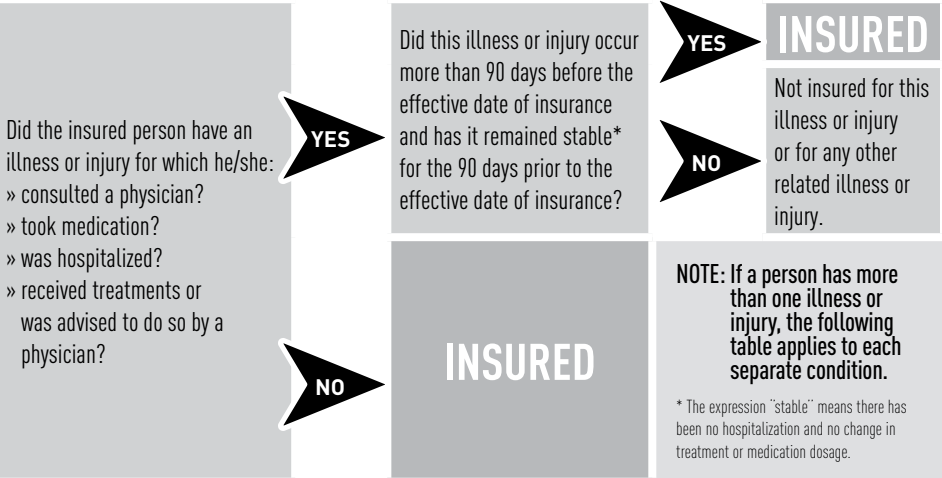 Did the insured person have an
illness or injury for which he/she:
» consulted a physician?
» took medication?
» was hospitalized?
» received treatments or
was advised to do so by a
physician?
YES
Did this illness or injury occur
more than 90 days before the
effective date of insurance
and has it remained stable*
for the 90 days prior to the
effective date of insurance?
YES
INSURED
NO
Not insured for this
illness or injury
or for any other
related illness or
injury.
NO
INSURED
NOTE: If a person has more
than one illness or
injury, the following
table applies to each
separate condition.
* The expression ¨stable¨ means there has
been no hospitalization and no change in
treatment or medication dosage.